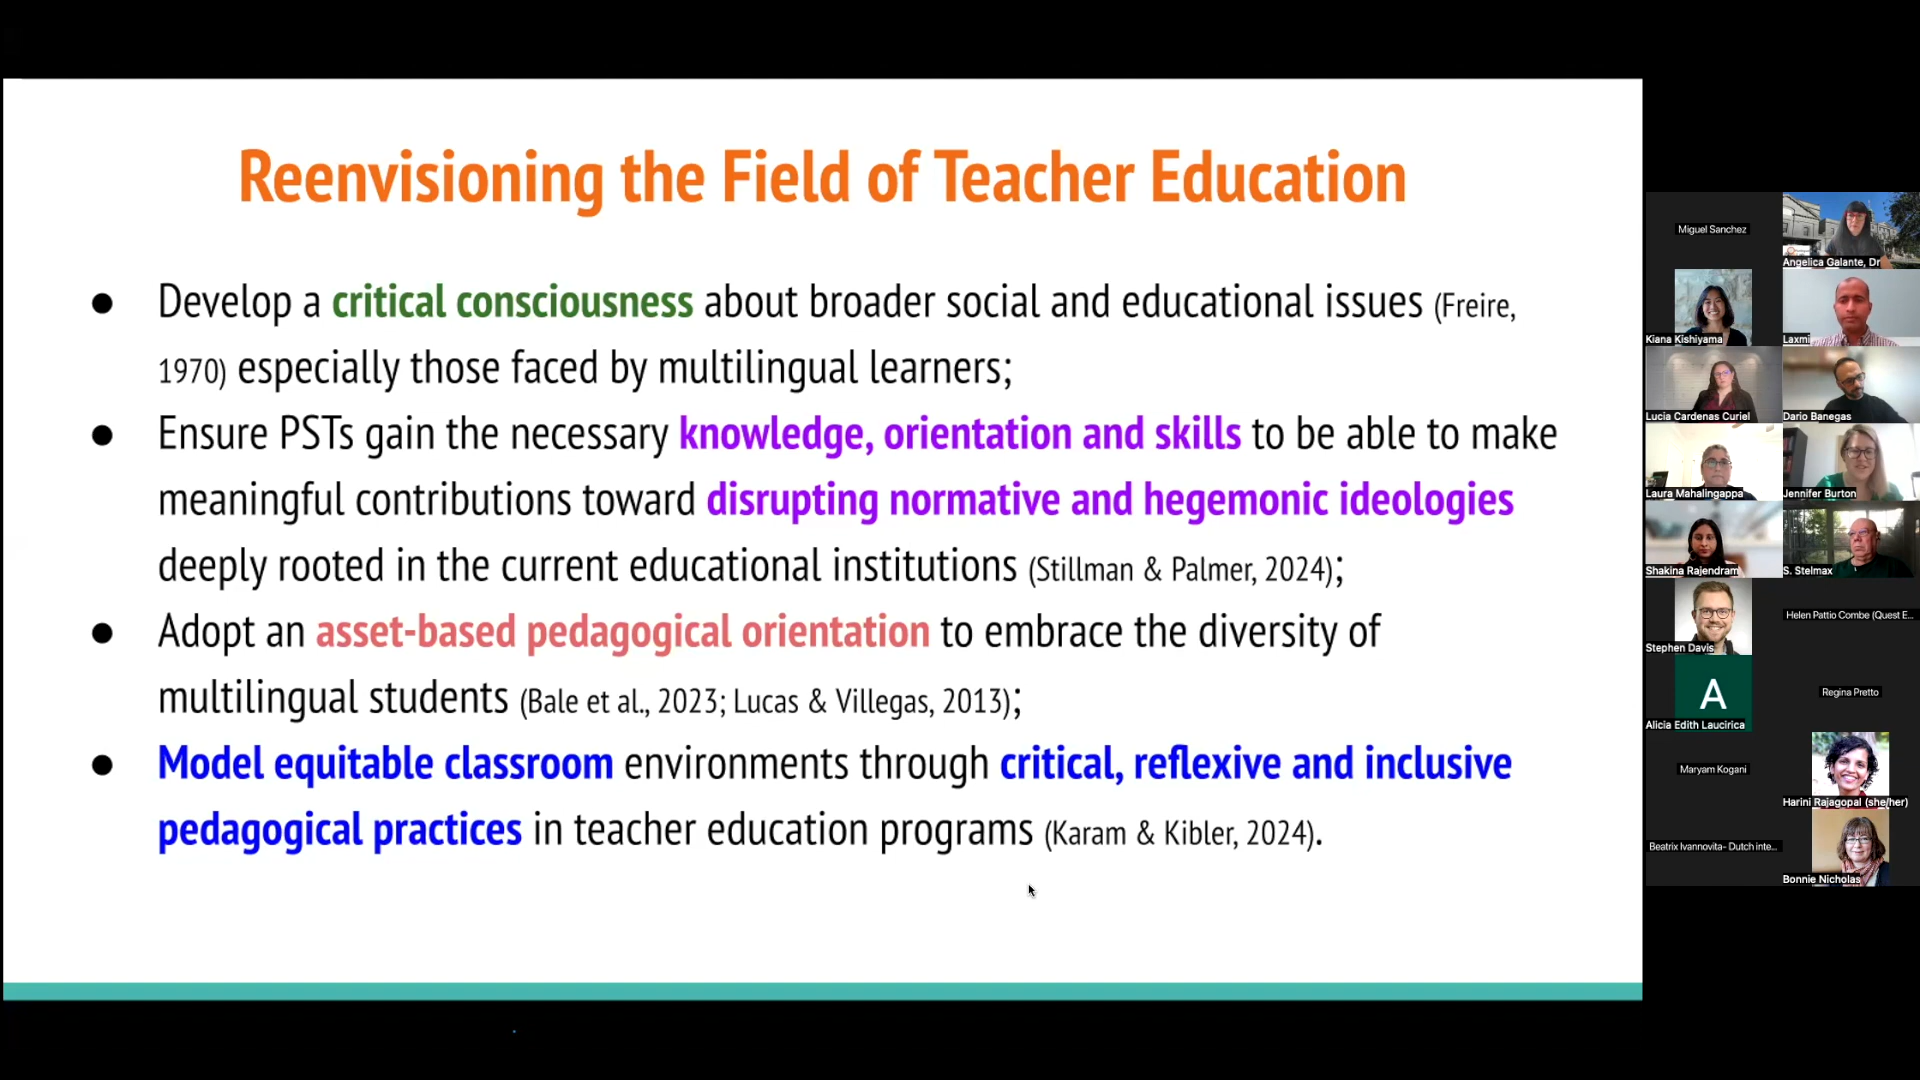 Reenvisioning the Field of Teacher Education
● Develop a critical consciousness about broader social and educational issues (Freire,
1970) especially those faced by multilingual learners;
● Ensure PSTs gain the necessary knowledge, orientation and skills to be able to make
meaningful contributions toward disrupting normative and hegemonic ideologies
deeply rooted in the current educational institutions (Stillman & Palmer, 2024);
● Adopt an asset-based pedagogical orientation to embrace the diversity of
multilingual students (Bale et al., 2023; Lucas & Villegas, 2013);
● Model equitable classroom environments through critical, reflexive and inclusive
pedagogical practices in teacher education programs (Karam & Kibler, 2024).
Miguel Sanchez
Angelica Galante, Dr
Kiana Kishiyama
Laxmi
Lucia Cardenas Curiel
Dario Banegas
Laura Mahalingappa
Jennifer Burton
Shakina Rajendram
S. Stelmax
Stephen Davis
Helen Pattio Combe (Quest E...
Alicia Edith Laucirica
A
Regina Pretto
Maryam Kogani
Harini Rajagopal (she/her)
Beatrix Ivannovita- Dutch inte...
Bonnie Nicholas